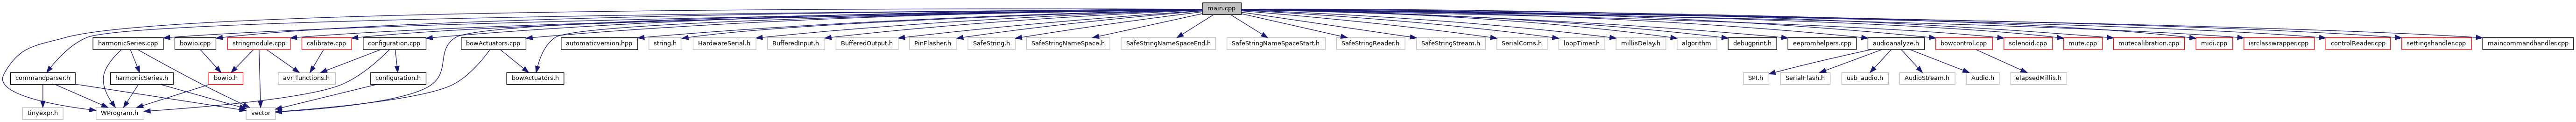 main.cpp
harmonicSeries.cpp
bowio.cpp
stringmodule.cpp
calibrate.cpp
configuration.cpp
bowActuators.cpp
automaticversion.hpp
string.h
HardwareSerial.h
BufferedInput.h
BufferedOutput.h
PinFlasher.h
SafeString.h
SafeStringNameSpace.h
SafeStringNameSpaceEnd.h
SafeStringNameSpaceStart.h
SafeStringReader.h
SafeStringStream.h
SerialComs.h
loopTimer.h
millisDelay.h
algorithm
debugprint.h
eepromhelpers.cpp
audioanalyze.h
bowcontrol.cpp
solenoid.cpp
mute.cpp
mutecalibration.cpp
midi.cpp
isrclasswrapper.cpp
controlReader.cpp
settingshandler.cpp
maincommandhandler.cpp
commandparser.h
harmonicSeries.h
bowio.h
avr_functions.h
configuration.h
bowActuators.h
SPI.h
SerialFlash.h
usb_audio.h
AudioStream.h
Audio.h
elapsedMillis.h
tinyexpr.h
WProgram.h
vector